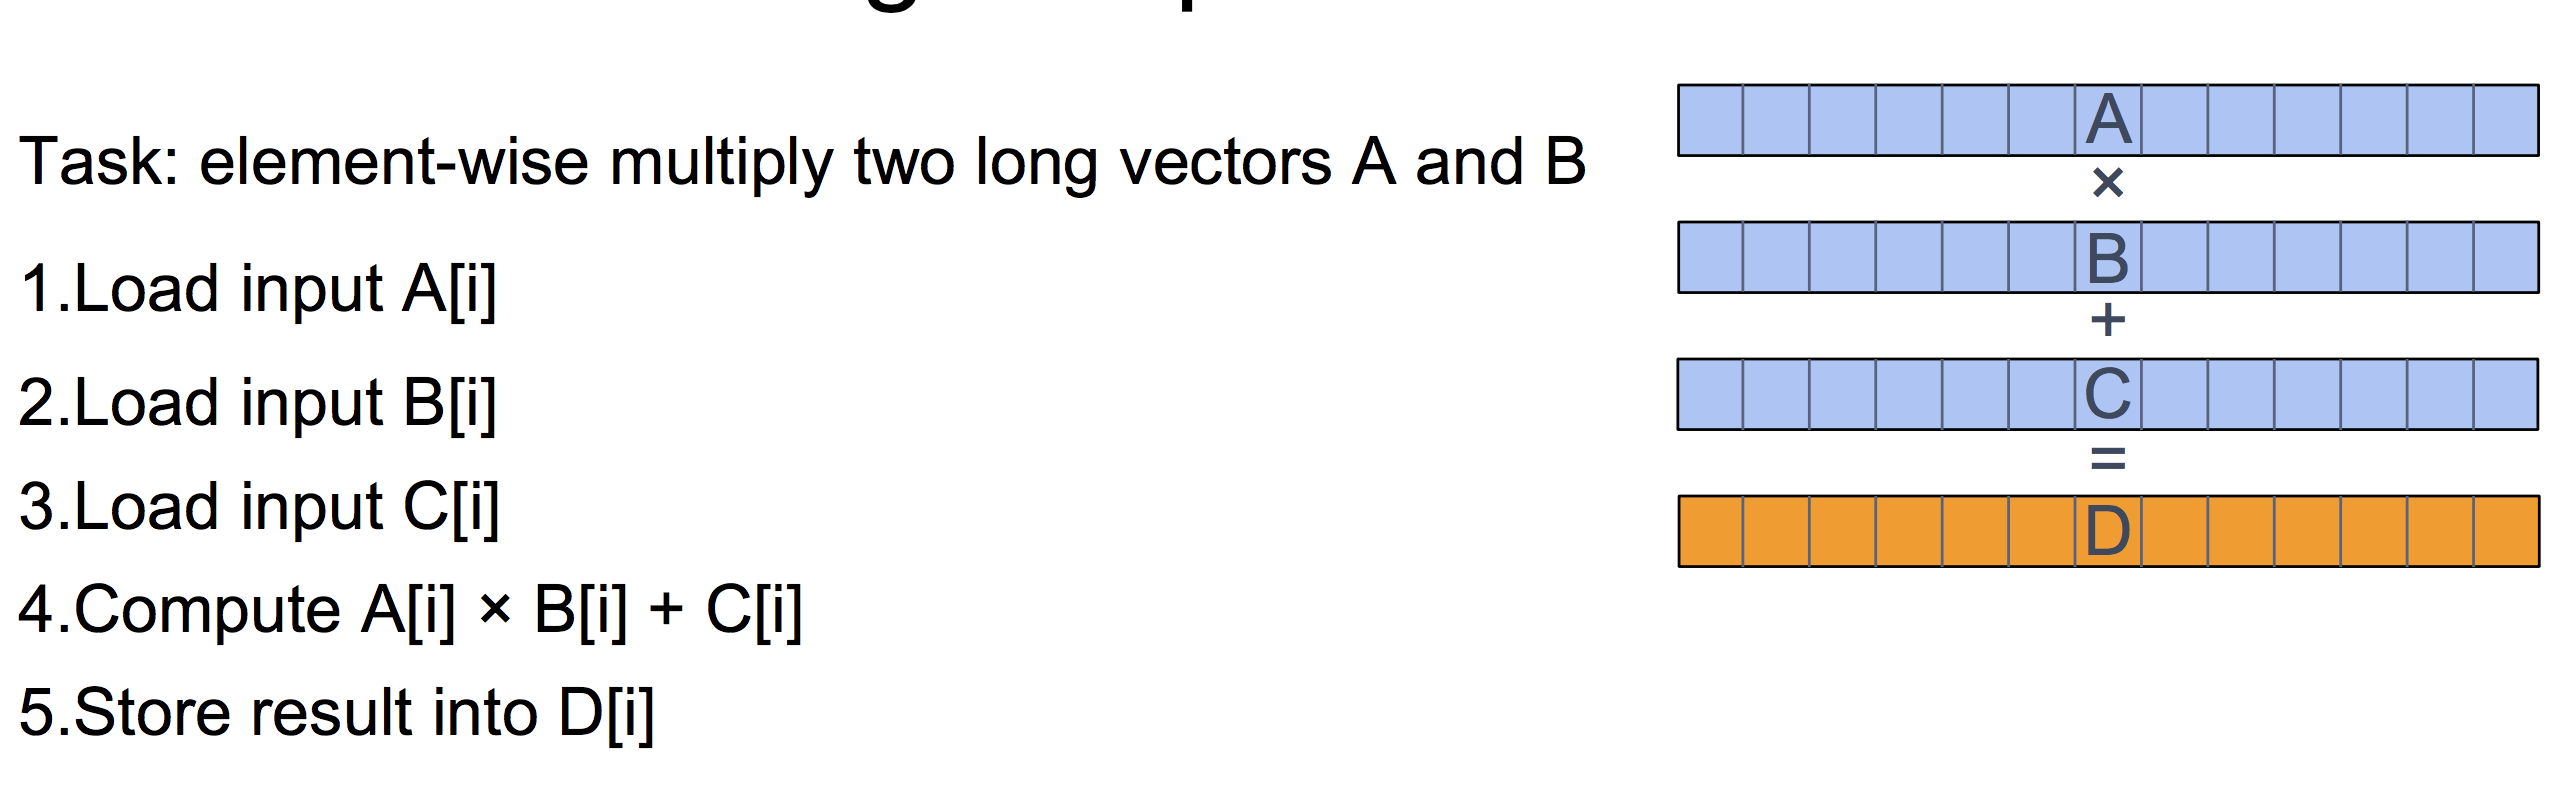 Task: element-wise multiply two long vectors A and B
1.Load input A[i]
2.Load input B[i]
3.Load input C[i]
4.Compute A[i] × B[i] + C[i]
5.Store result into D[i]
A
×
B
+
C
=
D